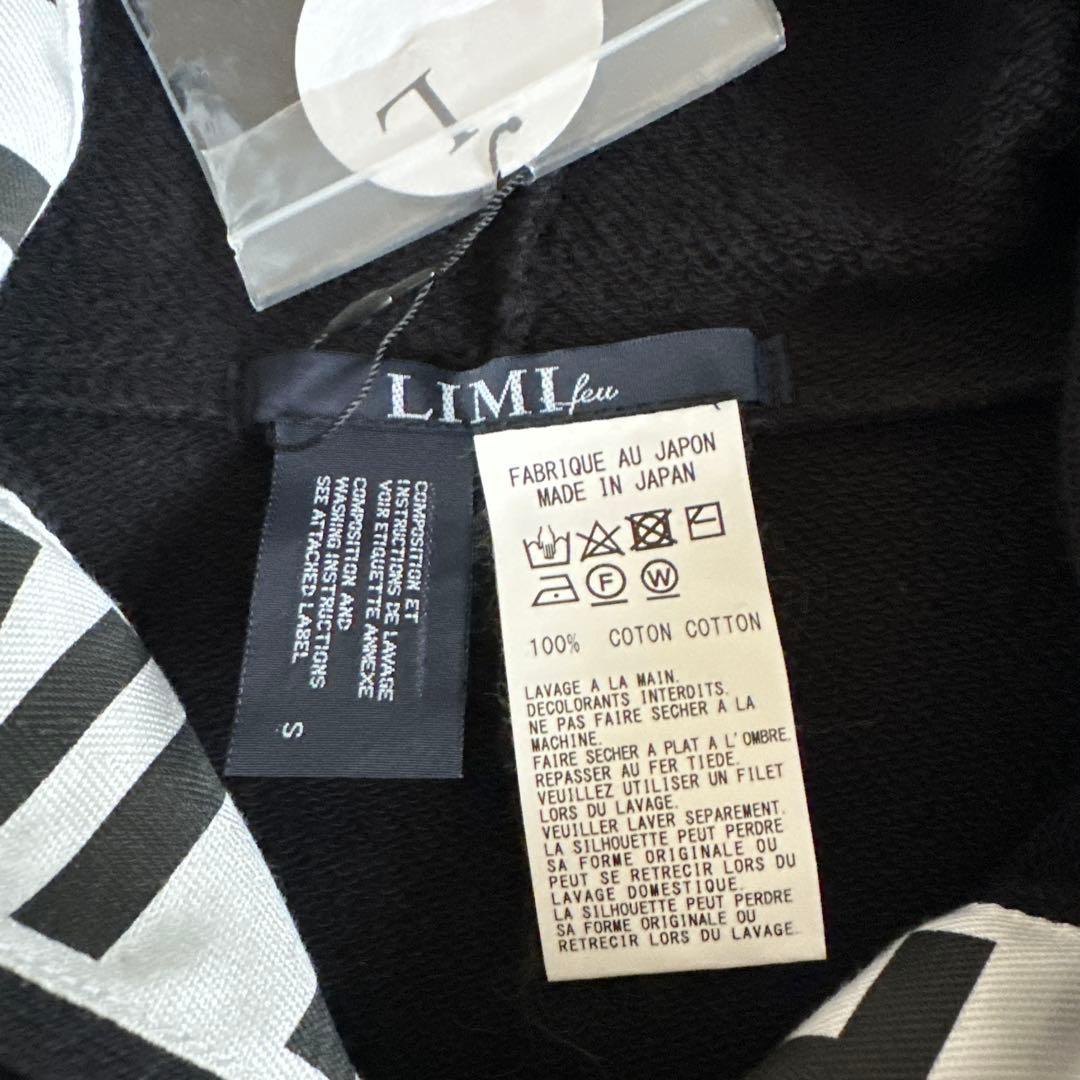 L
LIMI feu
COMPOSITION ET
INSTRUCTIONS DE LAVAGE
VOIR ETIQUETTE ANNEXE
COMPOSITION AND
WASHING INSTRUCTIONS
SEE ATTACHED LABEL
S
FABRIQUE AU JAPON
MADE IN JAPAN
F W
100% COTON COTTON
LAVAGE A LA MAIN.
DECOLORANTS INTERDITS.
NE PAS FAIRE SECHER A LA
MACHINE.
FAIRE SECHER A PLAT A L'OMBRE.
REPASSER AU FER TIEDE.
VEUILLEZ UTILISER UN FILET
LORS DU LAVAGE.
VEUILLER LAVER SEPAREMENT.
LA SILHOUETTE PEUT PERDRE
SA FORME ORIGINALE OU
PEUT SE RETRECIR LORS DU
LAVAGE DOMESTIQUE.
LA SILHOUETTE PEUT PERDRE
SA FORME ORIGINALE OU
RETRECIR LORS DU LAVAGE.